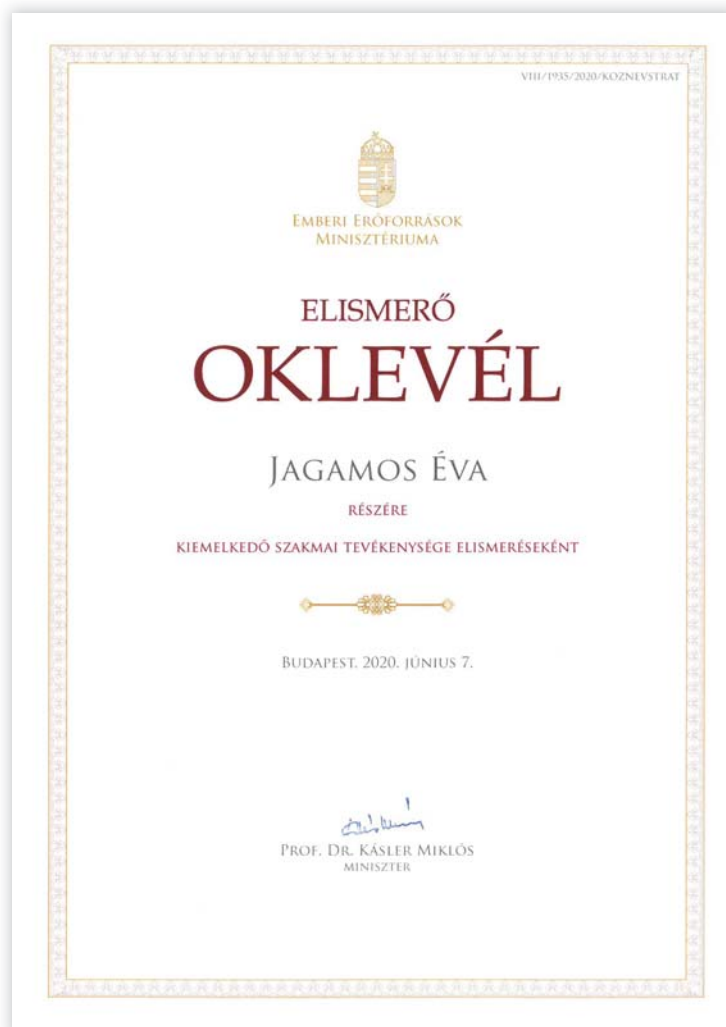 VIII/1935/2020/KOZNEVSTRAT
EMBERI ERŐFORRÁSOK
MINISZTÉRIUMA
ELISMERŐ
OKLEVÉL
JAGAMOS ÉVA
RÉSZÉRE
KIEMELKEDŐ SZAKMAI TEVÉKENYSÉGE ELISMERÉSEKÉNT
BUDAPEST, 2020. JÚNIUS 7.
PROF. DR. KÁSLER MIKLÓS
MINISZTER